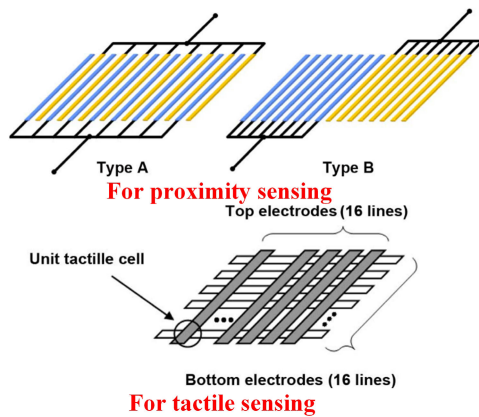 Type A
Type B
For proximity sensing
Top electrodes (16 lines)
Unit tactille cell
Bottom electrodes (16 lines)
For tactile sensing